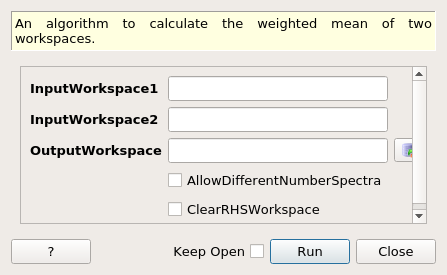 An algorithm to calculate the weighted mean of two
workspaces.
InputWorkspace1
InputWorkspace2
OutputWorkspace
AllowDifferentNumberSpectra
ClearRHSWorkspace
? Keep Open Run Close